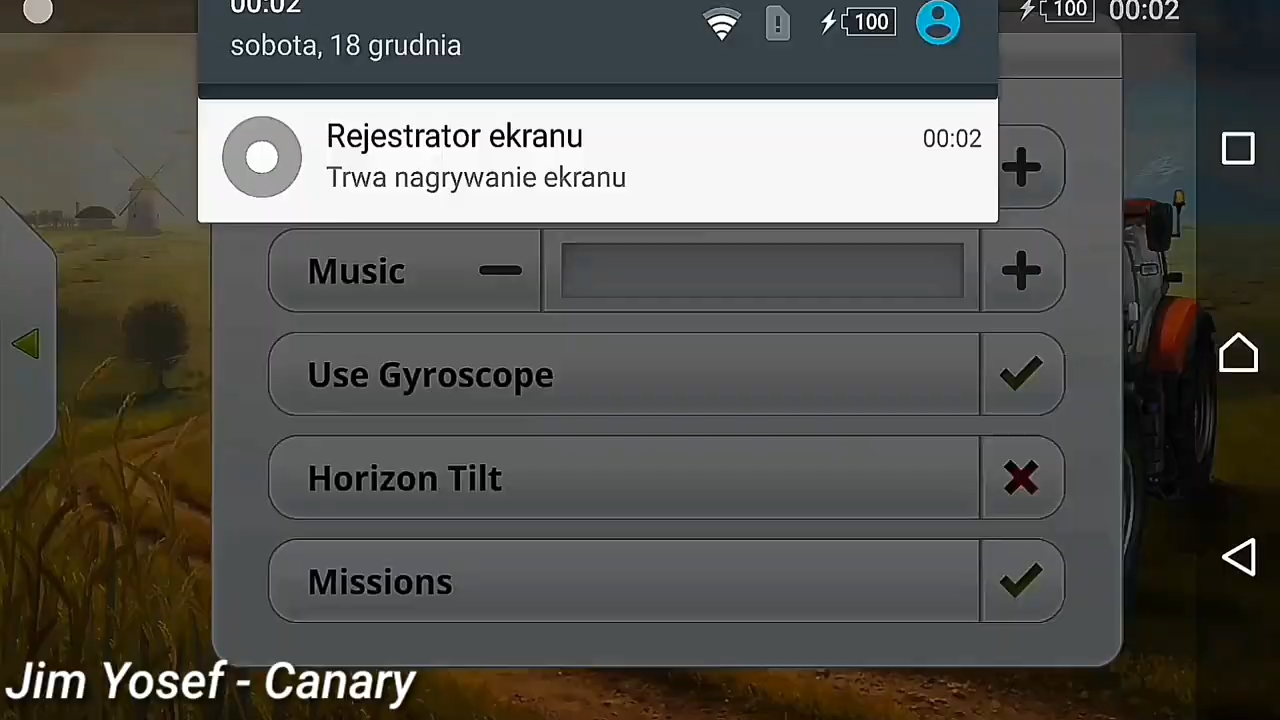 00:02
100
100 00:02
sobota, 18 grudnia
Rejestrator ekranu
00:02
Trwa nagrywanie ekranu
Music
Use Gyroscope
Horizon Tilt
Missions
Jim Yosef - Canary